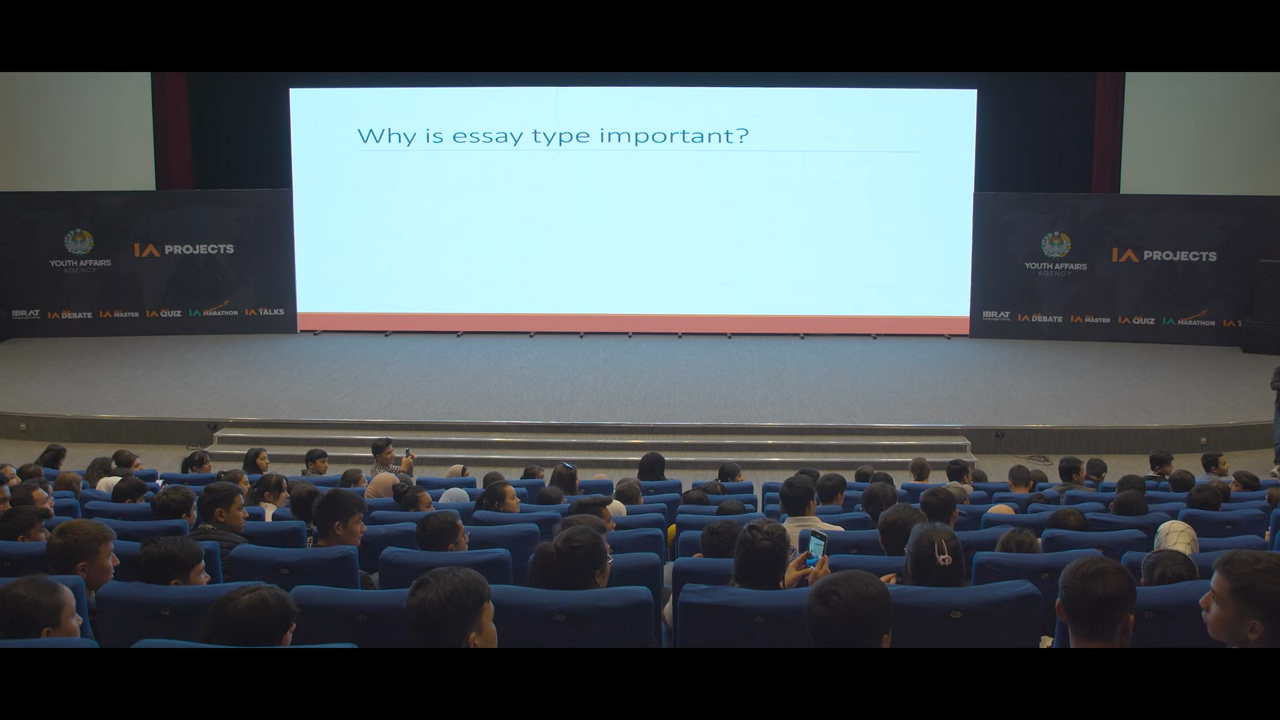 Why is essay type important?
YOUTH AFFAIRS
AGENCY
IA PROJECTS
IBRAT
IA DEBATE
IA MASTER
IA QUIZ
IA MARATHON
IA TALKS
YOUTH AFFAIRS
AGENCY
IA PROJECTS
IBRAT
IA DEBATE
IA MASTER
IA QUIZ
IA MARATHON
IA T